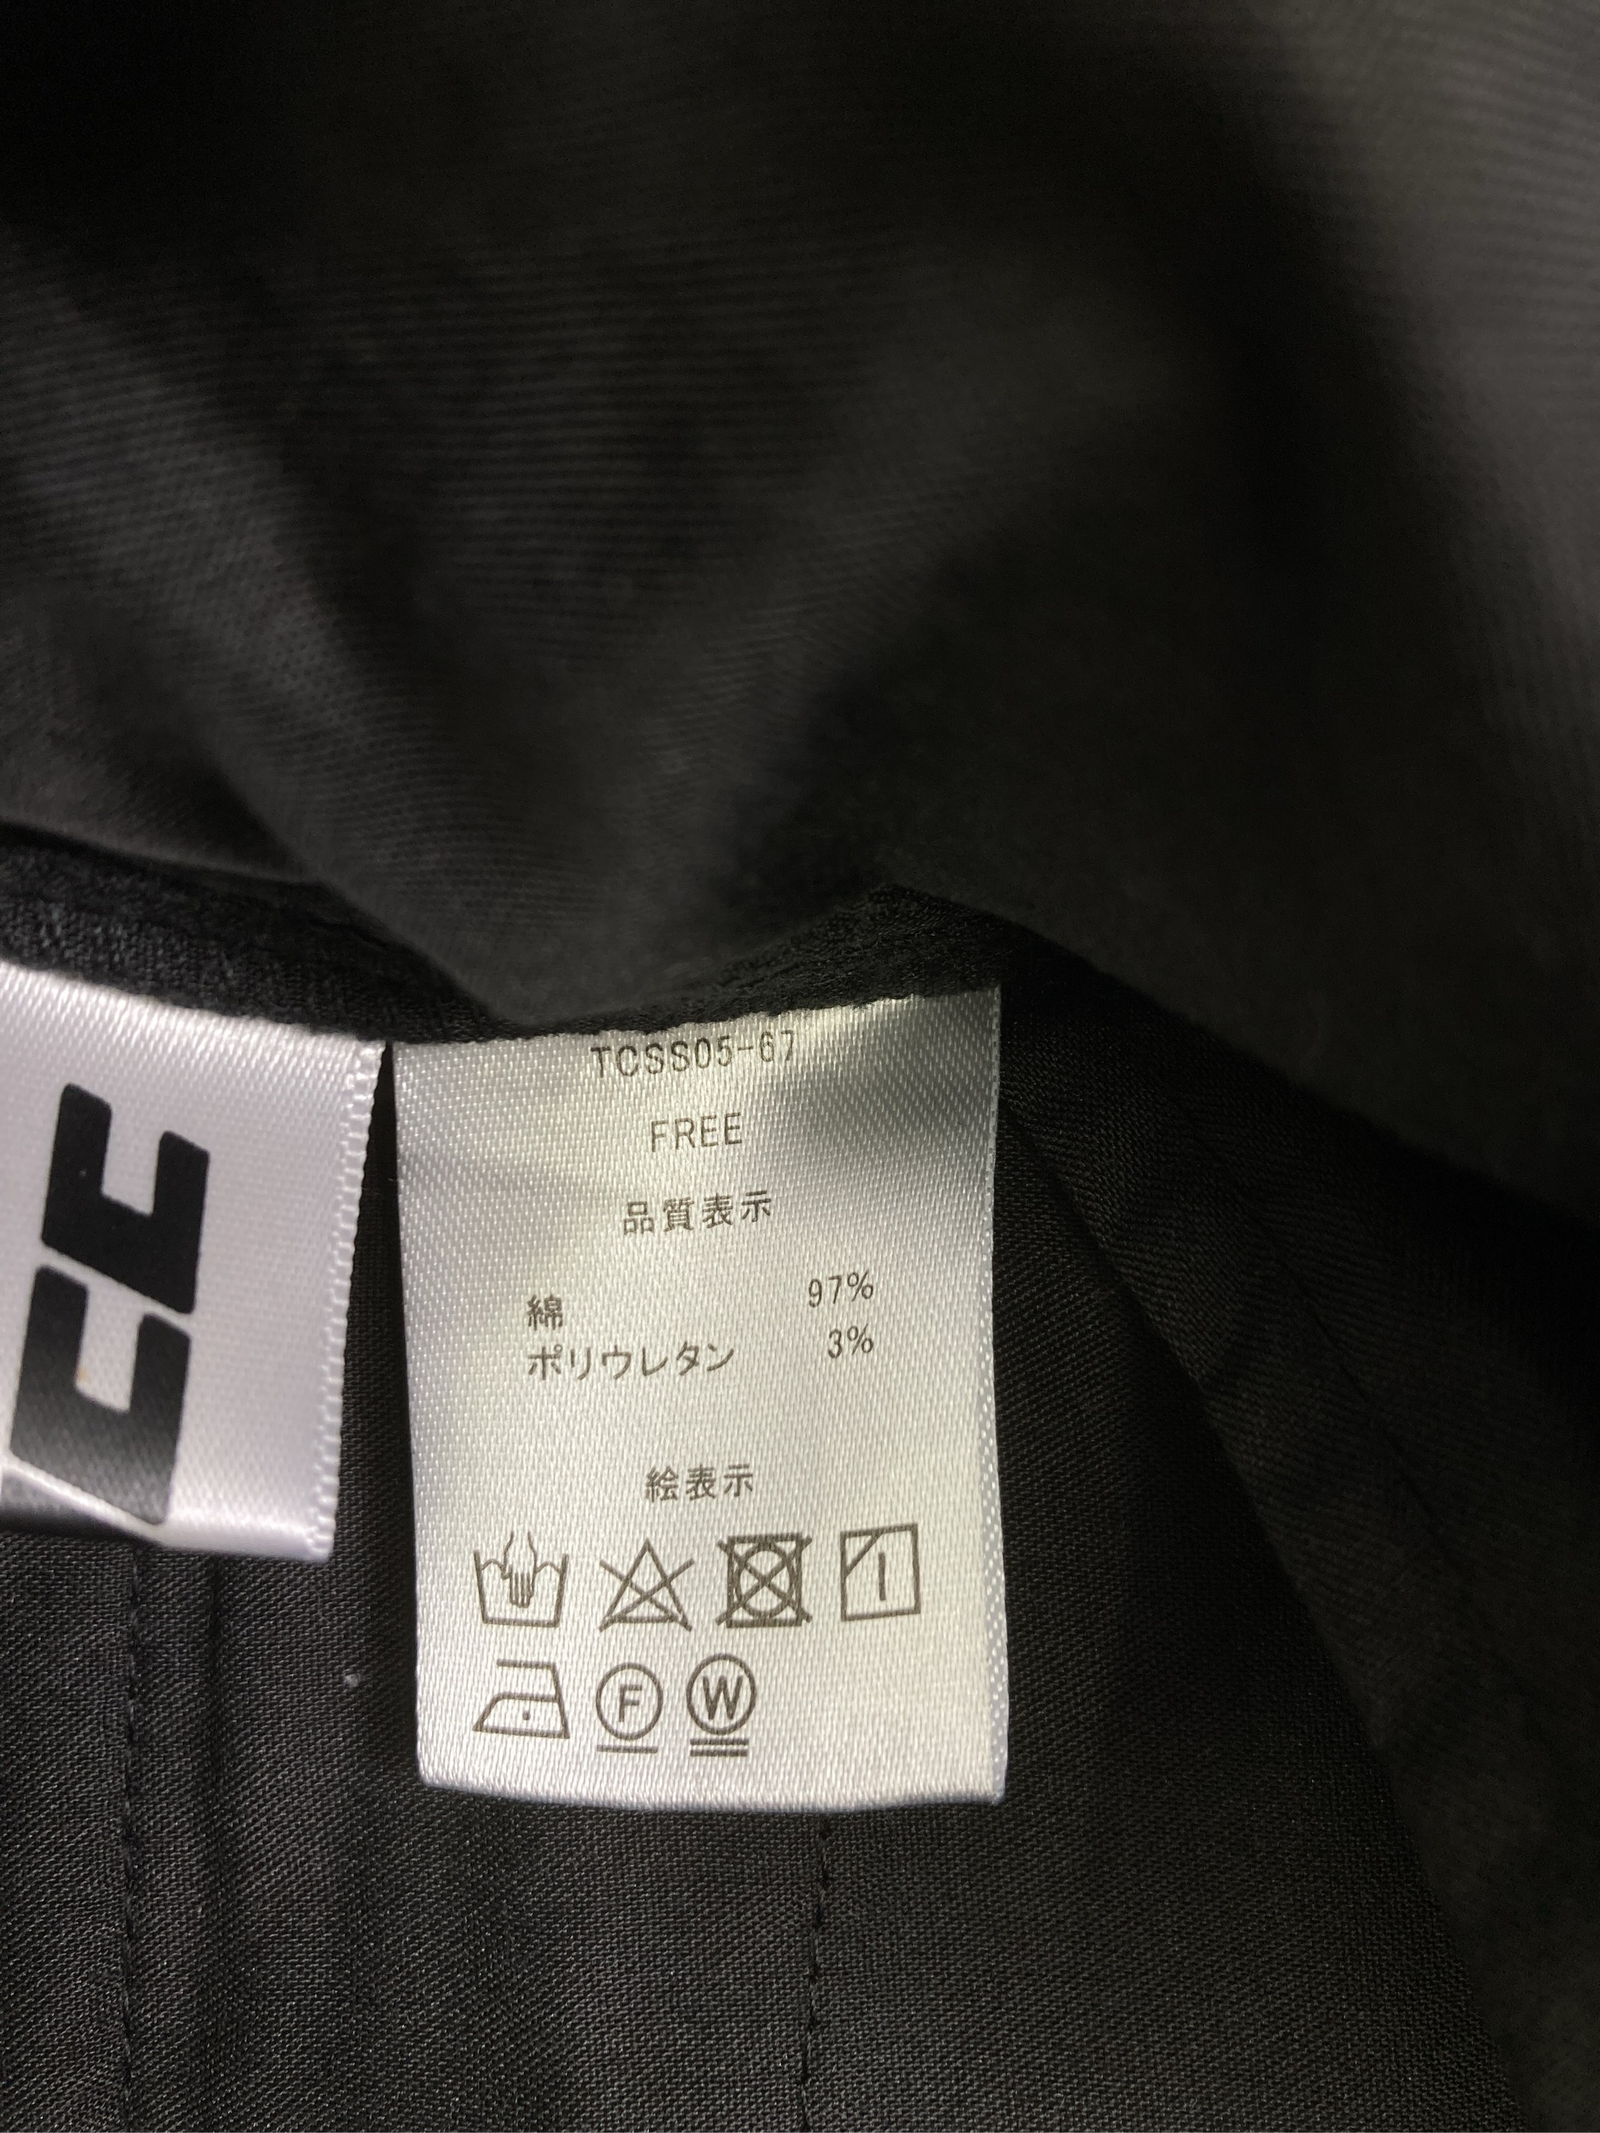 TCSS05-67
FREE
品質表示
綿 97%
ポリウレタン 3%
絵表示
F W